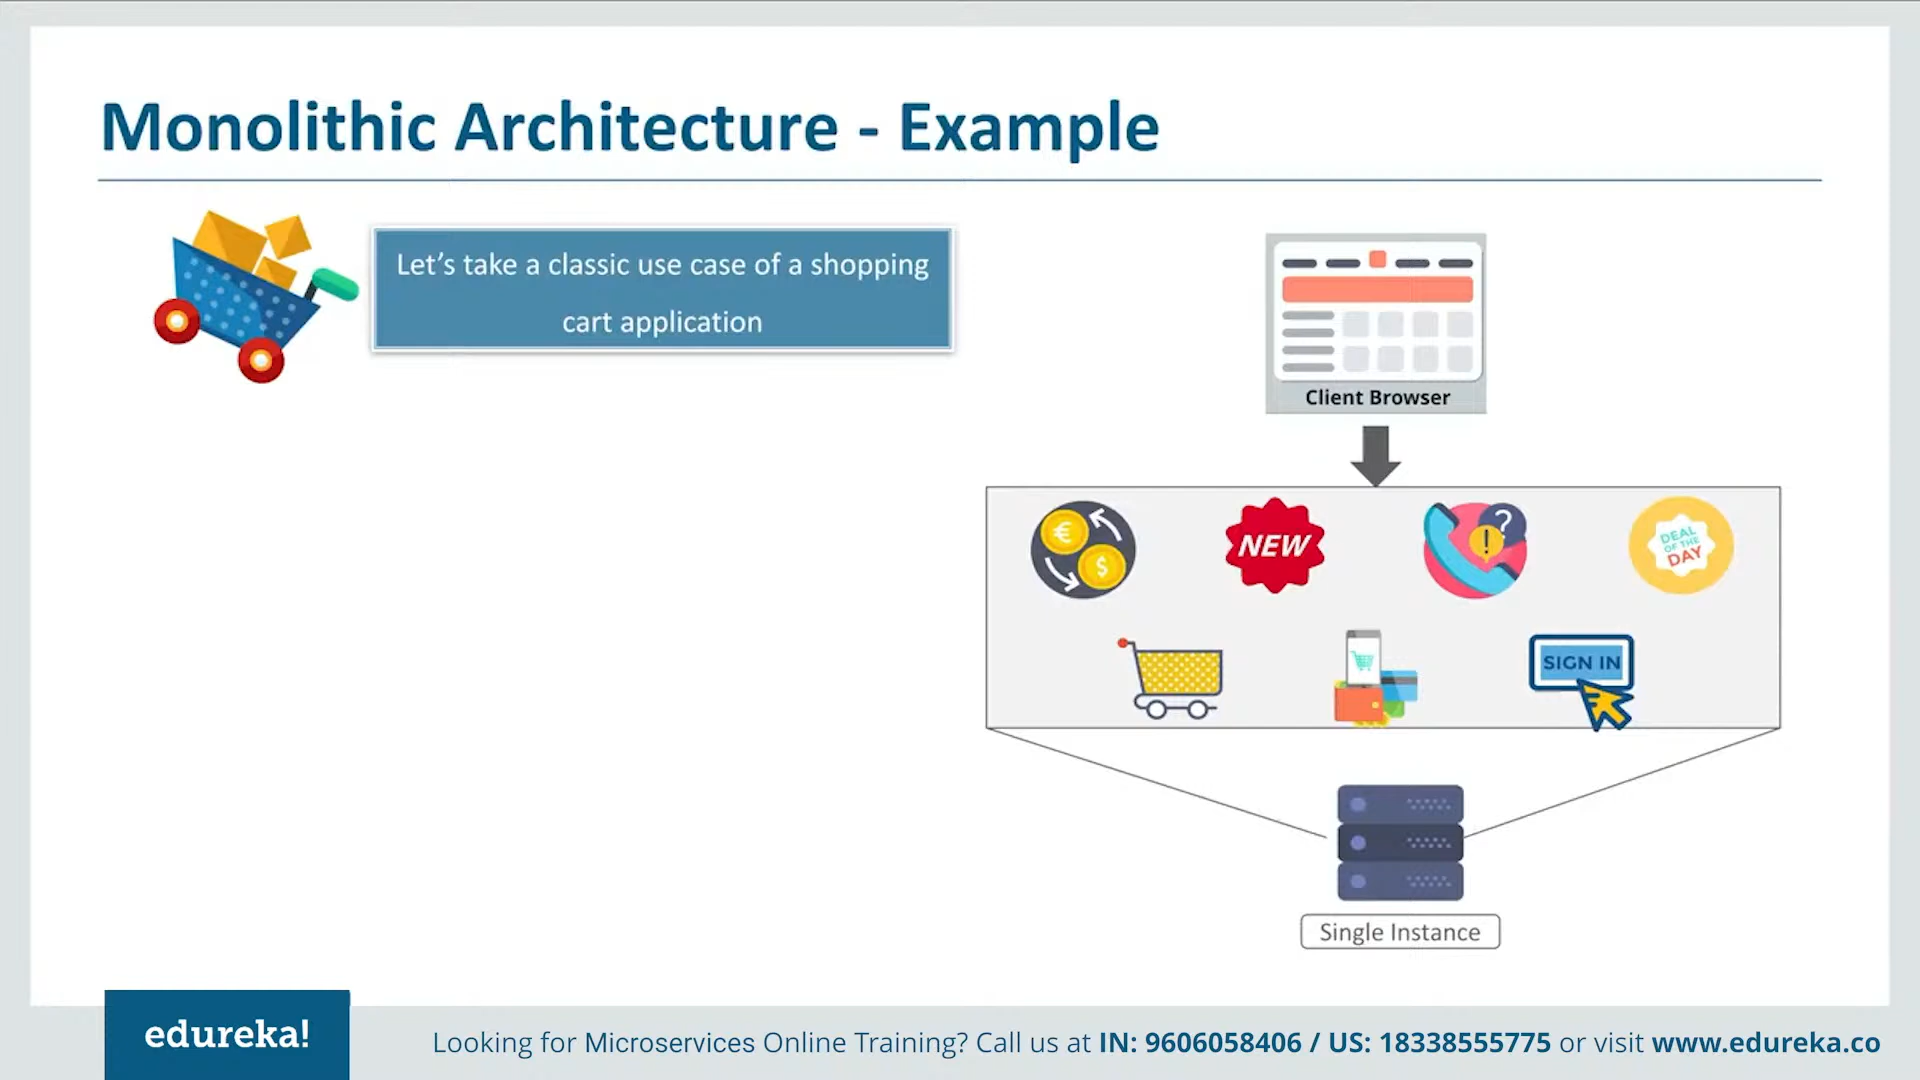 Monolithic Architecture - Example
Let's take a classic use case of a shopping
cart application
Client Browser
€
$
NEW
?
!
DEAL
OF THE
DAY
SIGN IN
Single Instance
edureka!
Looking for Microservices Online Training? Call us at IN: 9606058406 / US: 18338555775 or visit www.edureka.co